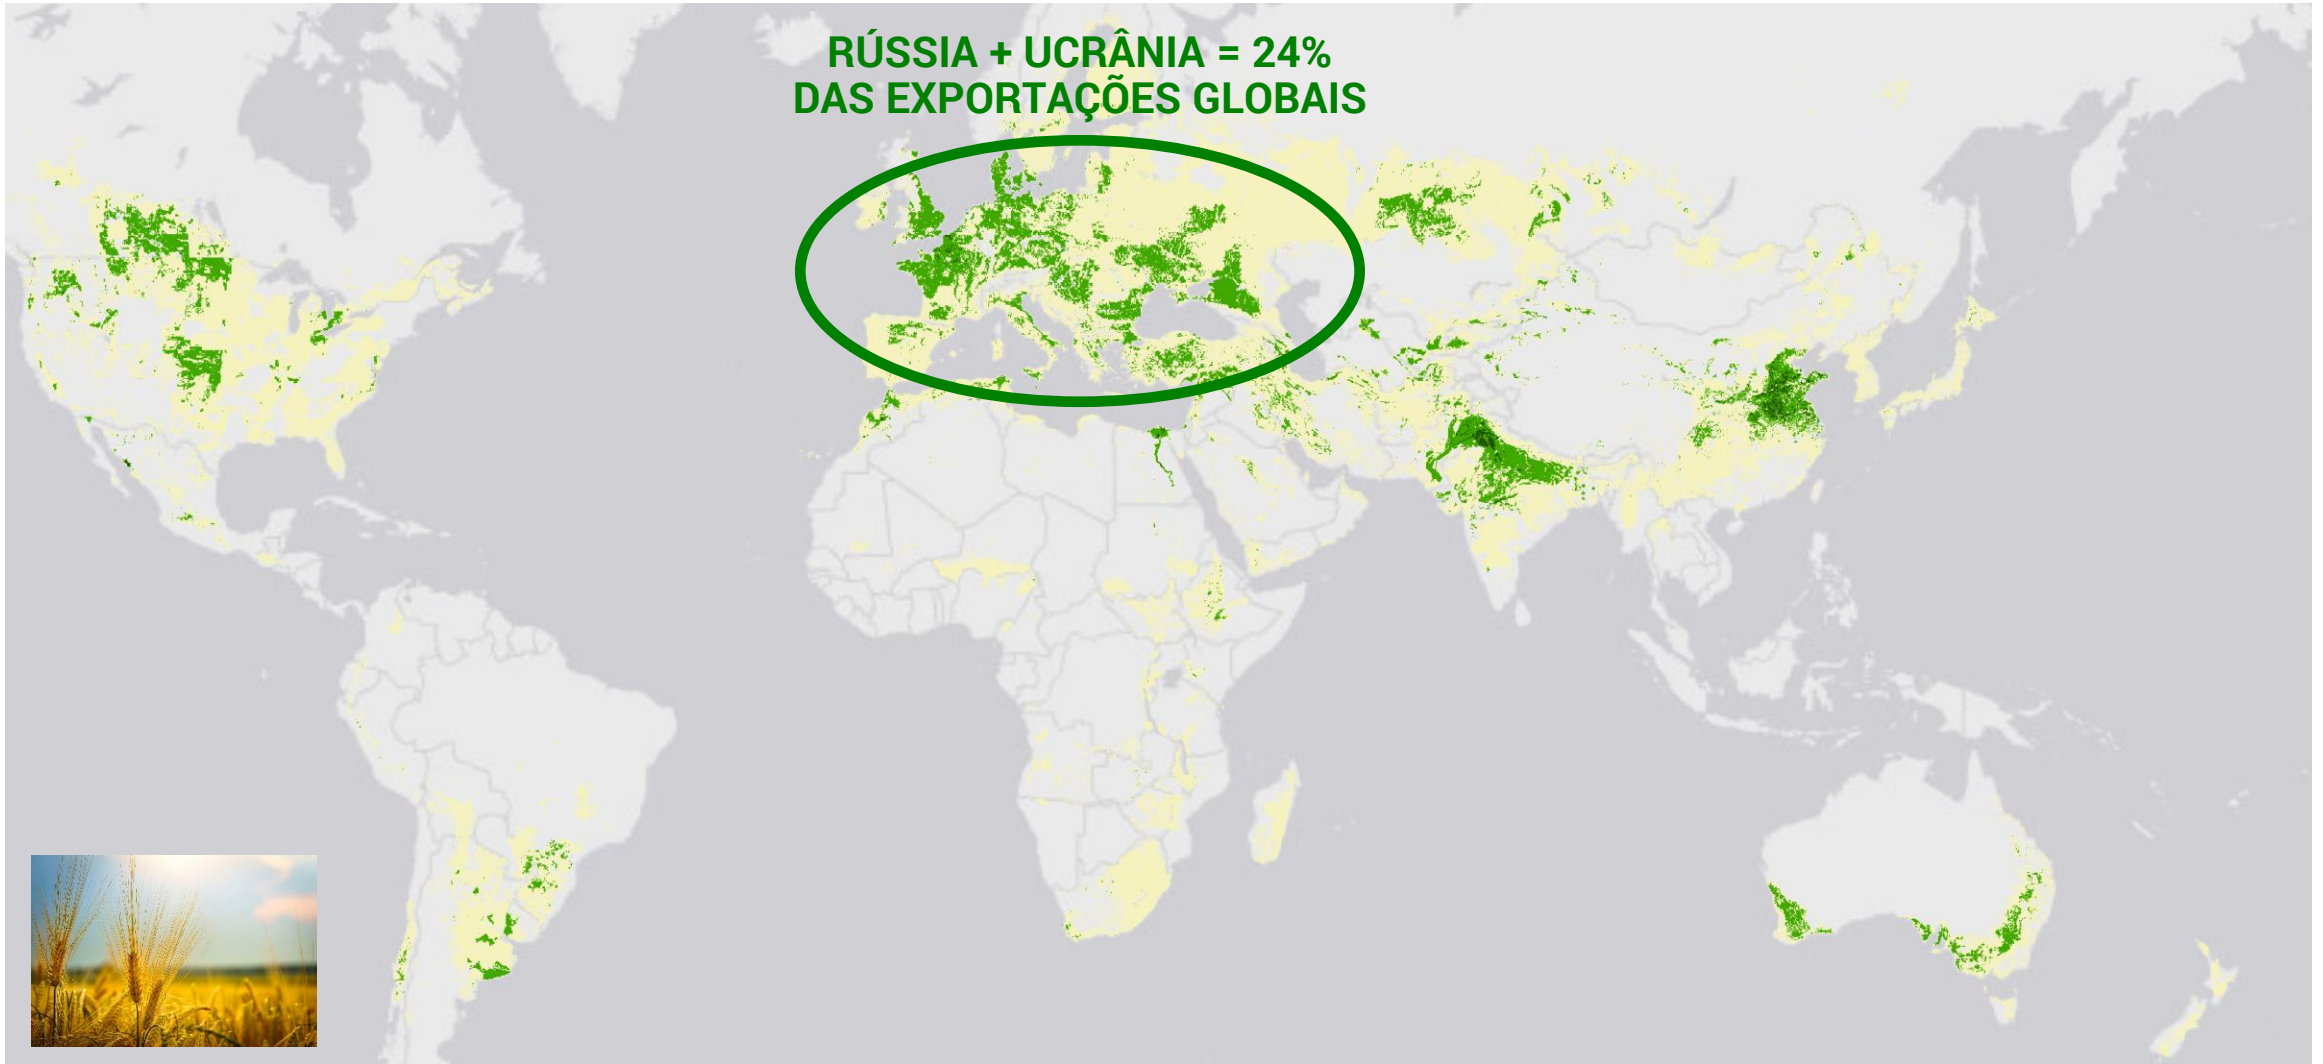 RÚSSIA + UCRÂNIA = 24%
DAS EXPORTAÇÕES GLOBAIS